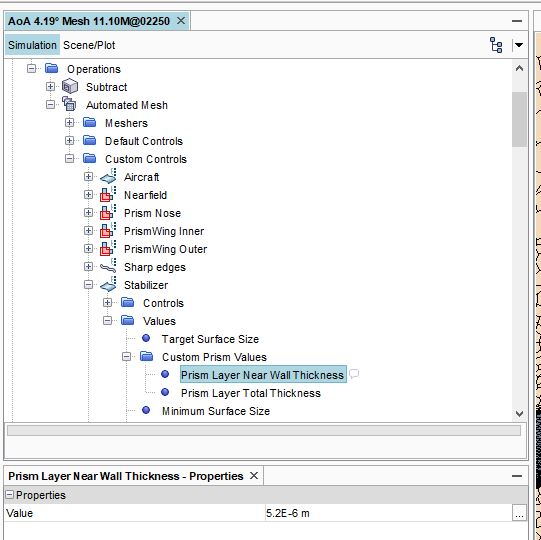 AoA 4.19° Mesh 11.10M@02250
Simulation Scene/Plot
Operations
Subtract
Automated Mesh
Meshers
Default Controls
Custom Controls
Aircraft
Nearfield
Prism Nose
PrismWing Inner
PrismWing Outer
Sharp edges
Stabilizer
Controls
Values
Target Surface Size
Custom Prism Values
Prism Layer Near Wall Thickness
Prism Layer Total Thickness
Minimum Surface Size
Prism Layer Near Wall Thickness - Properties
Properties
Value 5.2E-6 m ...